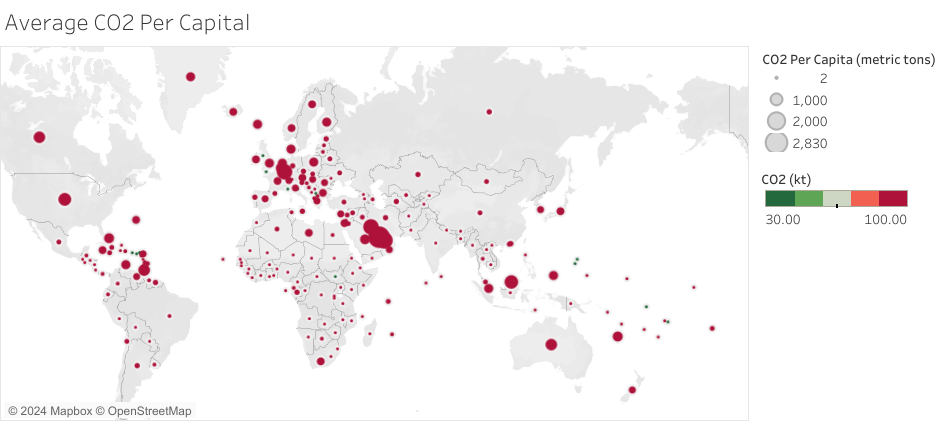 Average CO2 Per Capital
CO2 Per Capita (metric tons)
2
1,000
2,000
2,830
CO2 (kt)
30.00 100.00
© 2024 Mapbox © OpenStreetMap